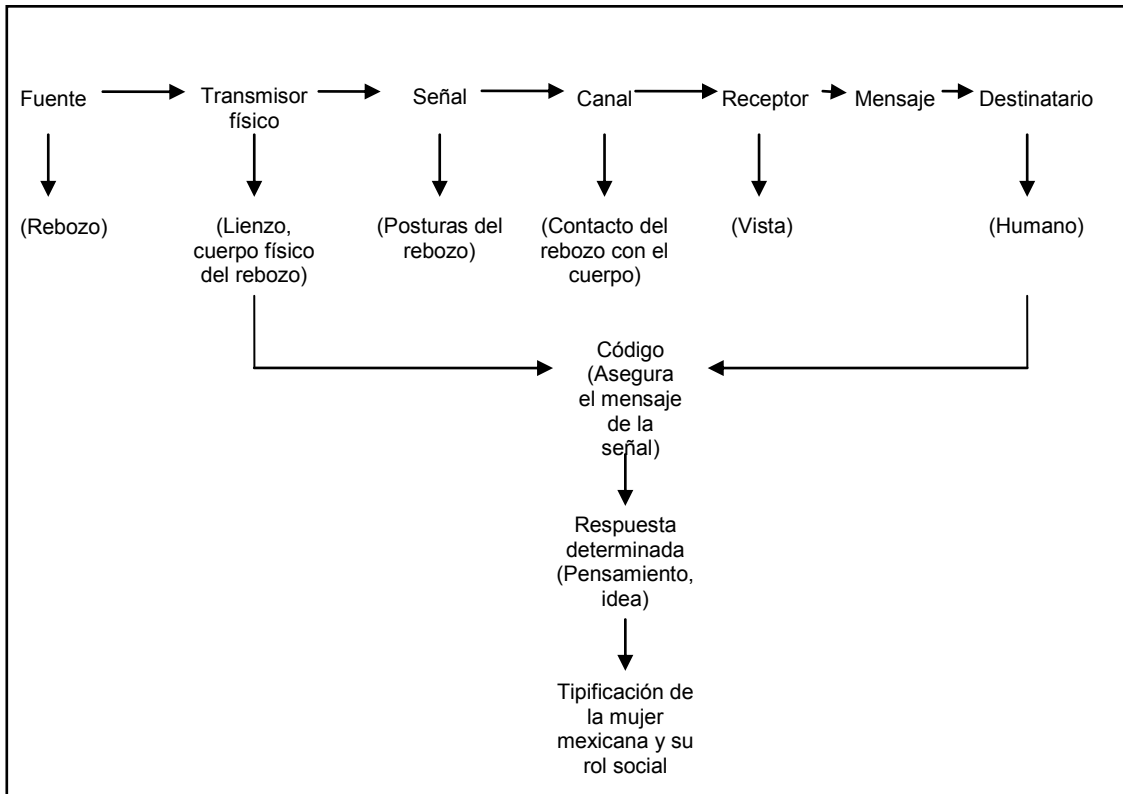 Fuente
Transmisor
físico
Señal
Canal
Receptor
Mensaje
Destinatario
(Rebozo)
(Lienzo,
cuerpo físico
del rebozo)
(Posturas del
rebozo)
(Contacto del
rebozo con el
cuerpo)
(Vista)
(Humano)
Código
(Asegura
el mensaje
de la
señal)
Respuesta
determinada
(Pensamiento,
idea)
Tipificación de
la mujer
mexicana y su
rol social